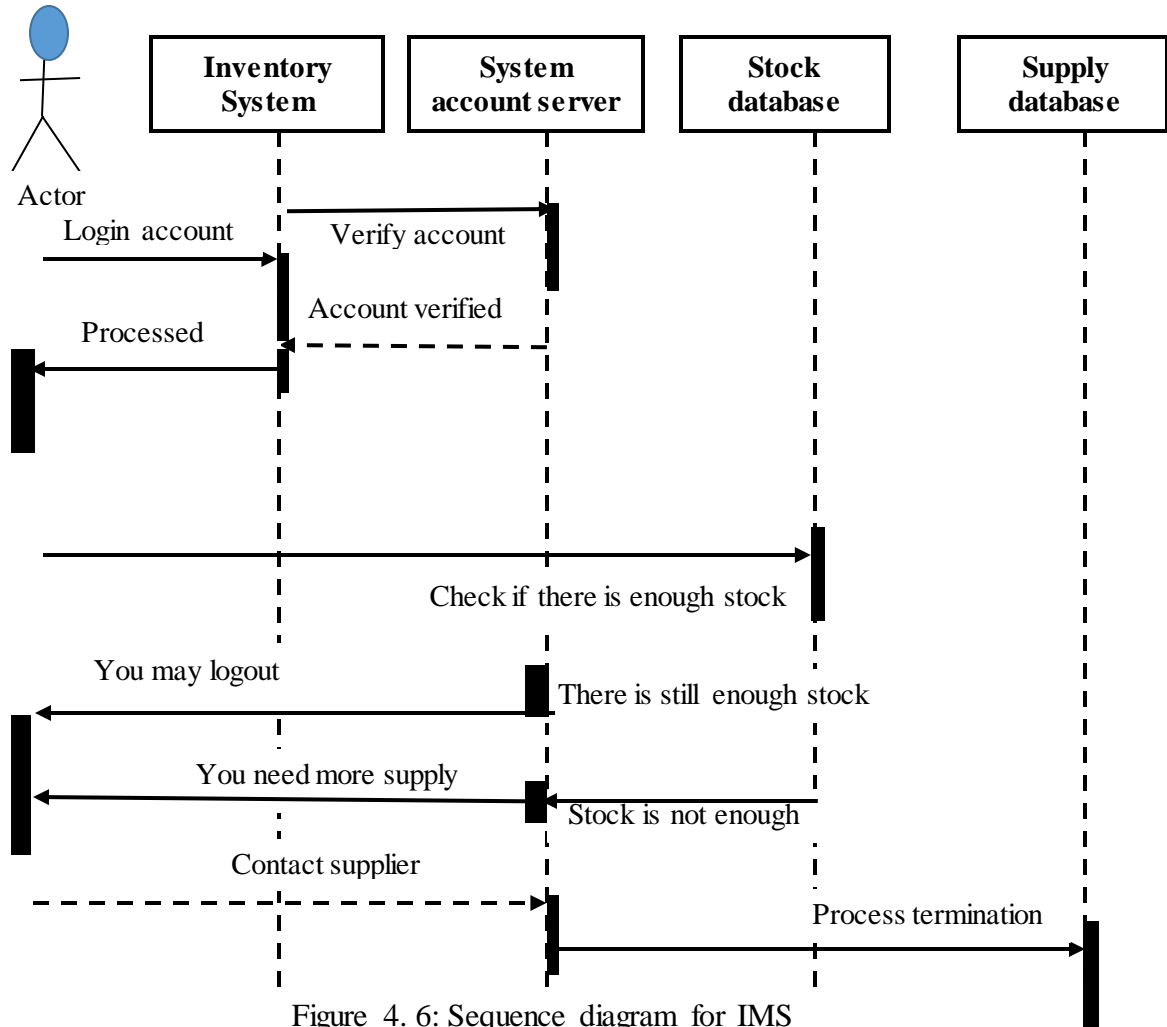 Inventory
System
System
account server
Stock
database
Supply
database
Actor
Login account
Verify account
Account verified
Processed
Check if there is enough stock
You may logout
There is still enough stock
You need more supply
Stock is not enough
Contact supplier
Process termination
Figure 4. 6: Sequence diagram for IMS